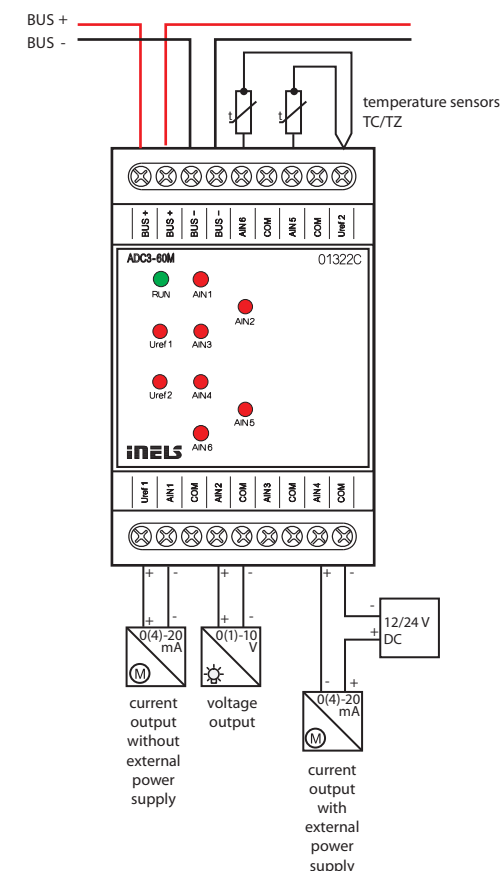 BUS +
BUS -
t
t
temperature sensors
TC/TZ
BUS + BUS + BUS - BUS - AIN6 COM AIN5 COM Uref 2
ADC3-60M 01322C
RUN AIN1
AIN2
Uref 1 AIN3
Uref 2 AIN4
AIN5
AIN6
iNELS
Uref 1 AIN1 COM AIN2 COM AIN3 COM AIN4 COM
+ - + - + -
-
12/24 V
+ DC
+ - + -
0(4)-20
mA
M
0(1)-10
V
current
output
without
external
power
supply
voltage
output
- +
0(4)-20
mA
M
current
output
with
external
power
supply